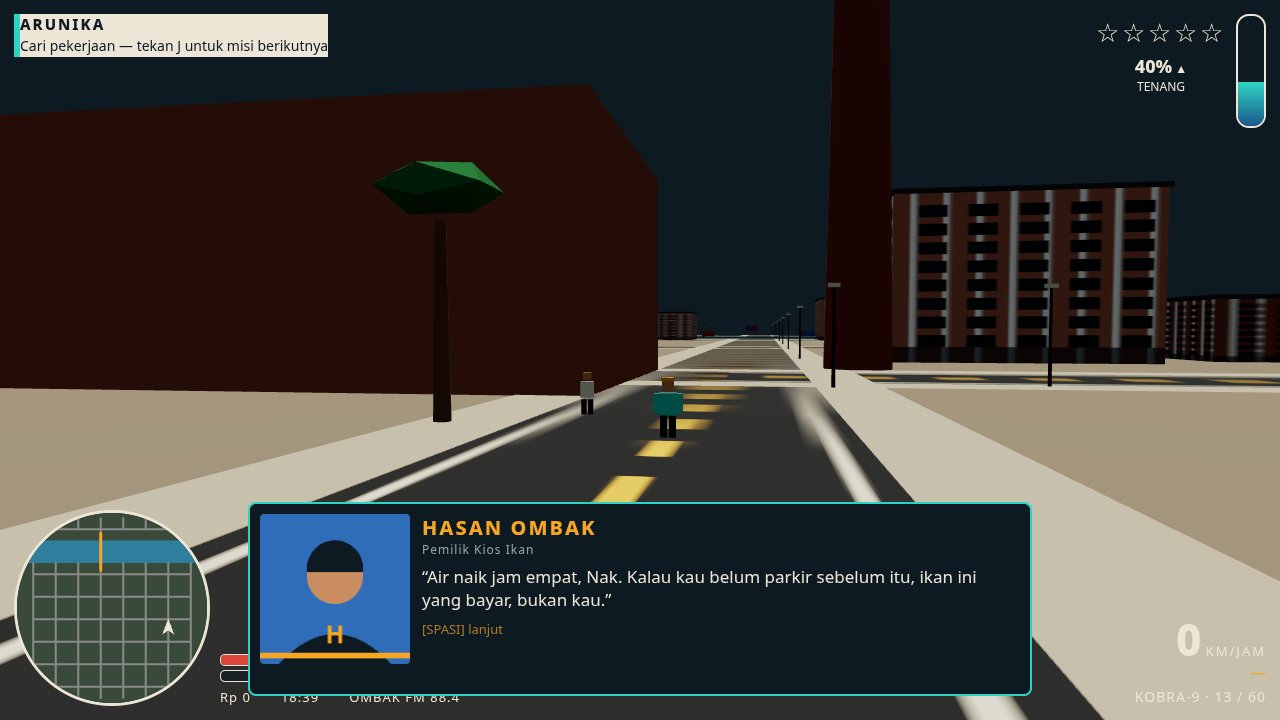 ARUNIKA
Cari pekerjaan — tekan J untuk misi berikutnya
☆☆☆☆☆
40% ▲
TENANG
HASAN OMBAK
Pemilik Kios Ikan
“Air naik jam empat, Nak. Kalau kau belum parkir sebelum itu, ikan ini
yang bayar, bukan kau.”
[SPASI] lanjut
H
0 KM/JAM
—
Rp 0 18:39 OMBAK FM 88.4
KOBRA-9 · 13 / 60